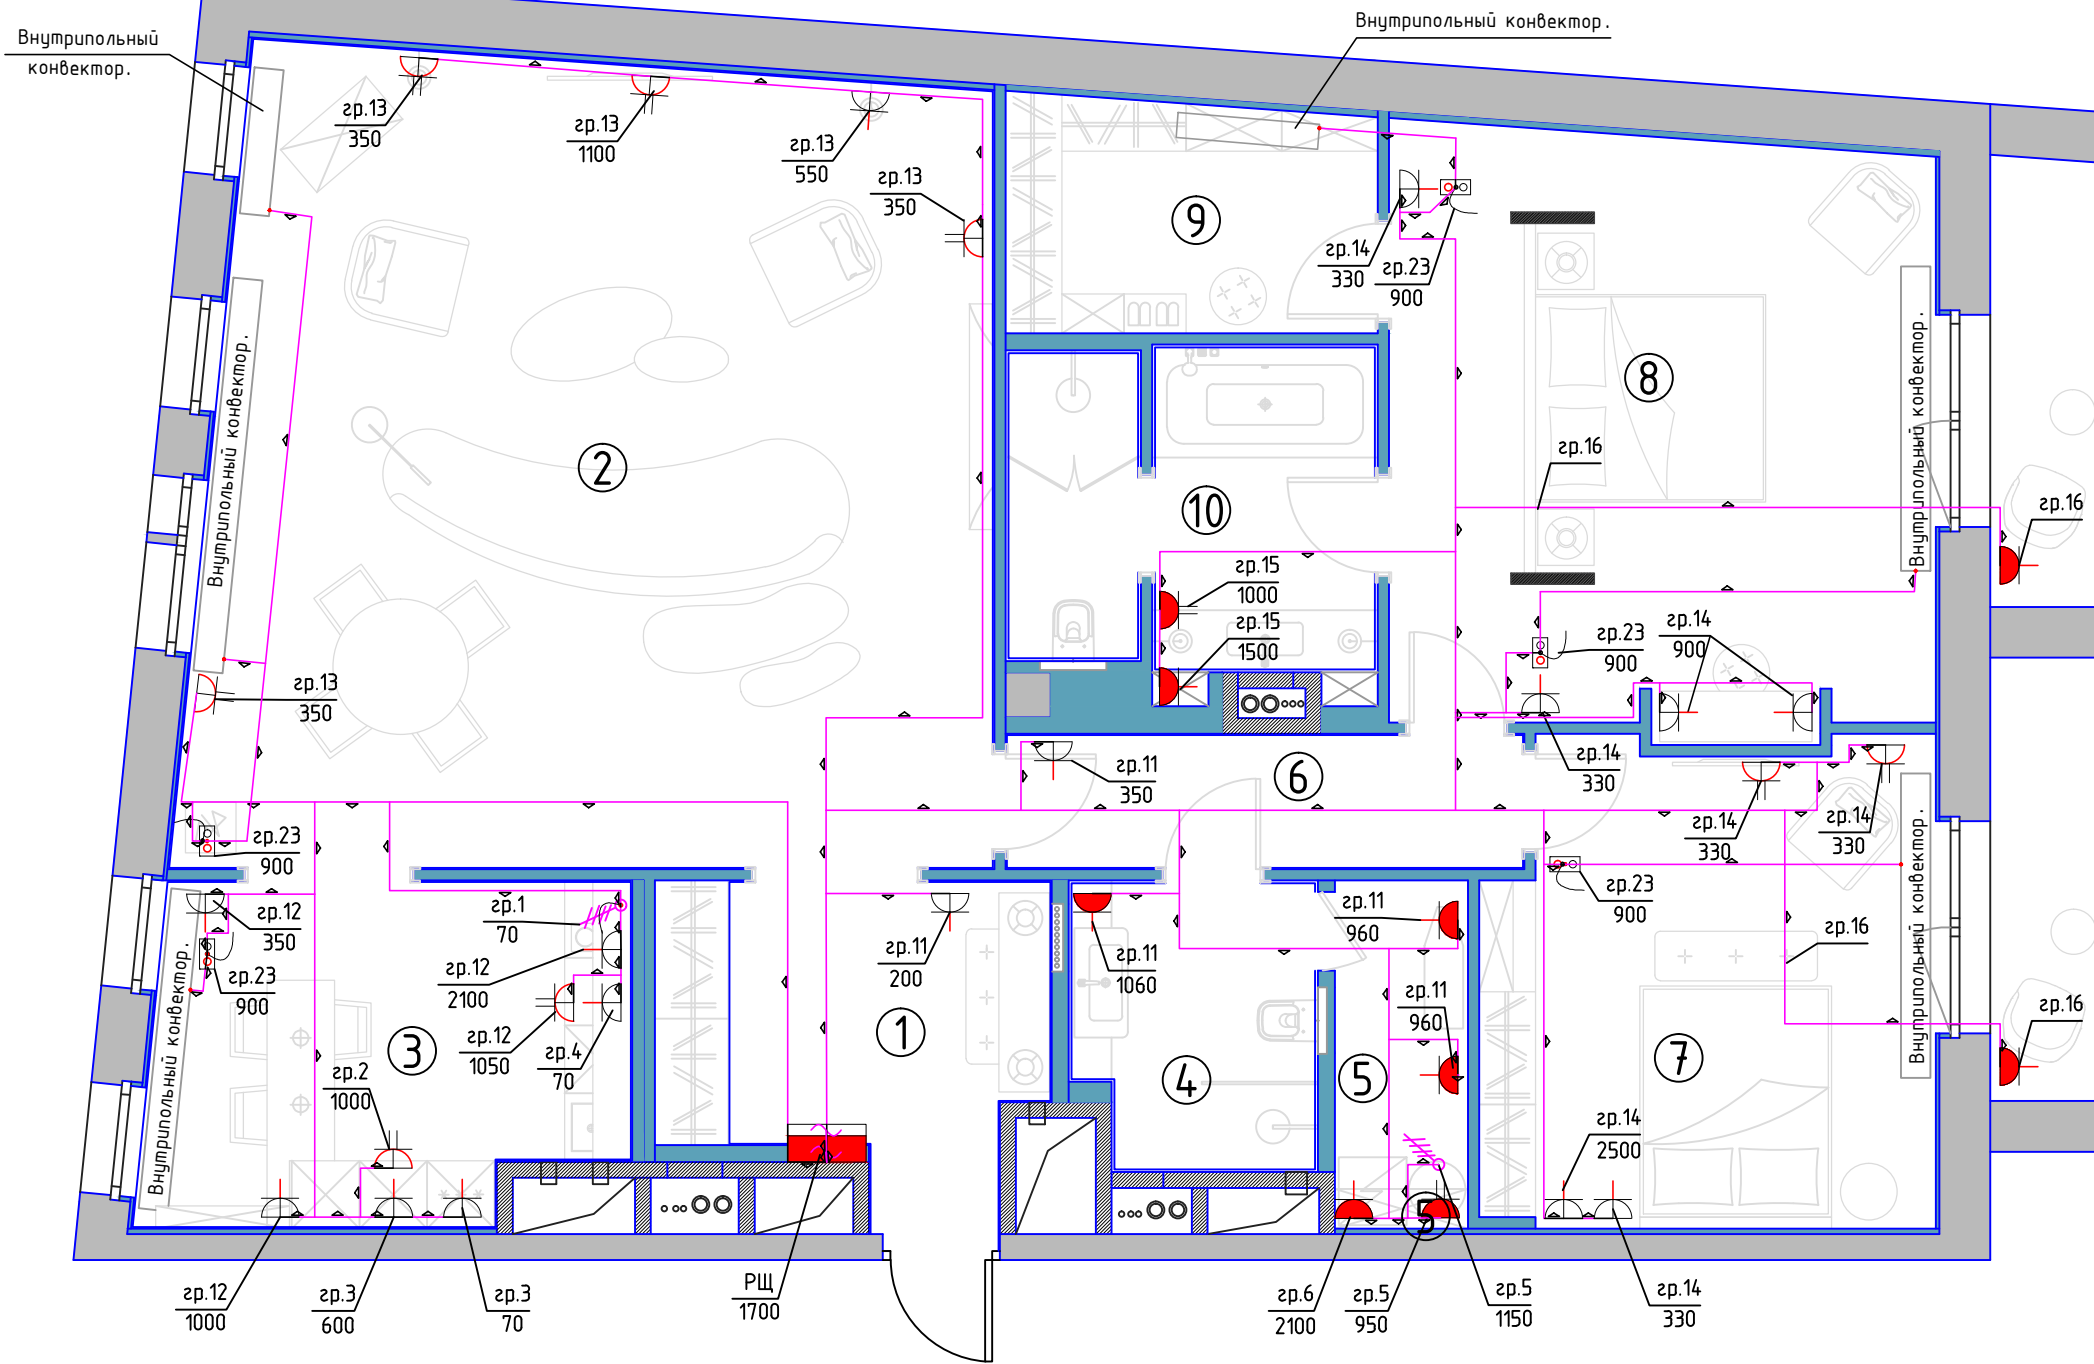 Внутрипольный
конвектор.
Внутрипольный конвектор.
гр.13
350
гр.13
1100
гр.13
550
гр.13
350
9
гр.14
330
гр.23
900
8
Внутрипольный конвектор.
Внутрипольный конвектор.
2
гр.16
гр.16
10
гр.15
1000
гр.15
1500
гр.23
900
гр.14
900
гр.13
350
гр.14
330
6
гр.11
350
гр.14
330
гр.14
330
гр.23
900
гр.12
350
гр.23
900
Внутрипольный конвектор.
гр.1
70
гр.12
2100
гр.11
200
гр.11
1060
гр.11
960
гр.23
900
гр.16
Внутрипольный конвектор.
гр.11
960
гр.16
3
гр.12
1050
гр.4
70
1
гр.2
1000
4
5
7
гр.14
2500
5
гр.12
1000
гр.3
600
гр.3
70
РЩ
1700
гр.6
2100
гр.5
950
гр.5
1150
гр.14
330